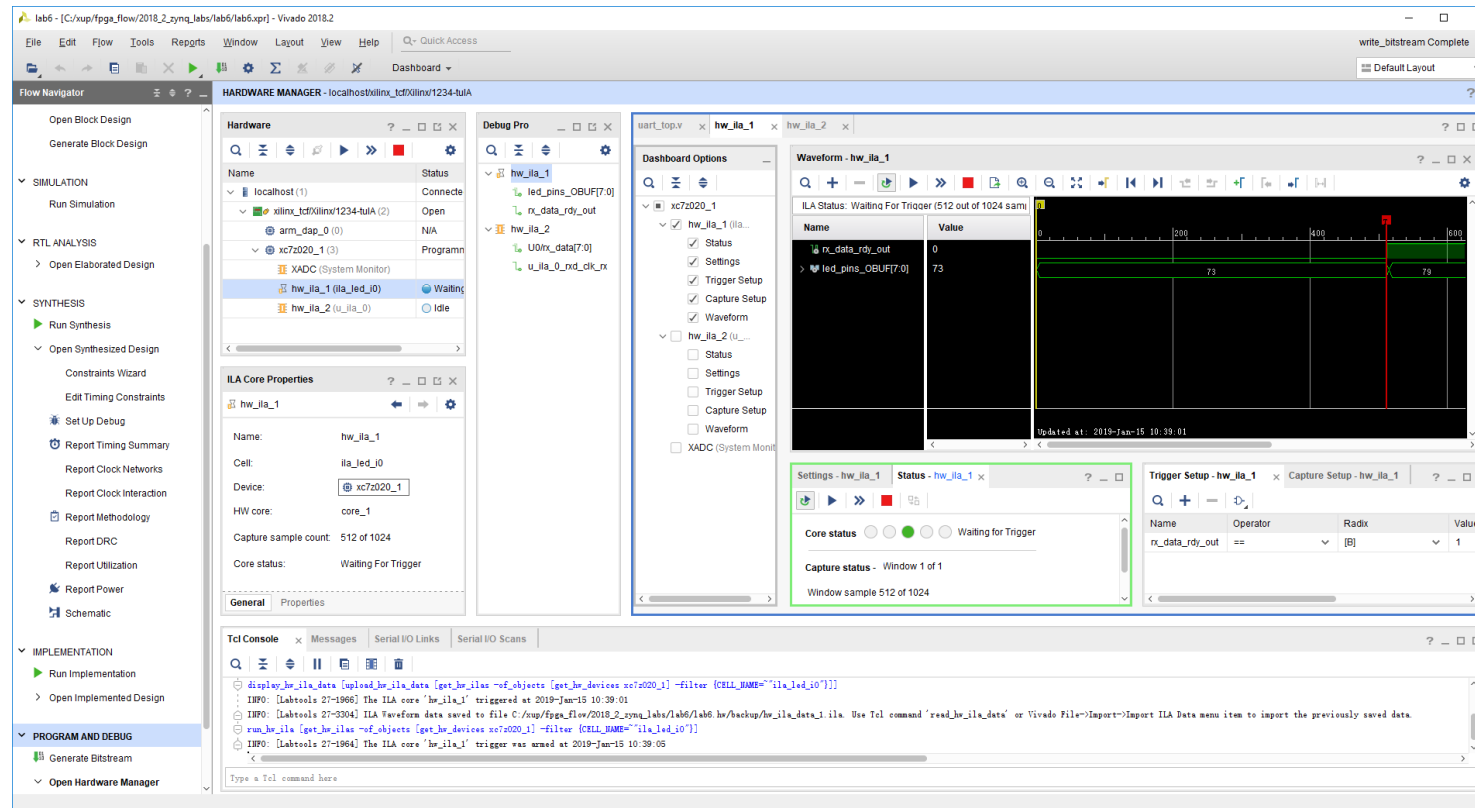 lab6 - [C:/xup/fpga_flow/2018_2_zynq_labs/lab6/lab6.xpr] - Vivado 2018.2
File Edit Flow Tools Reports Window Layout View Help Quick Access write_bitstream Complete
Dashboard Default Layout
Flow Navigator
Open Block Design
Generate Block Design
SIMULATION
Run Simulation
RTL ANALYSIS
Open Elaborated Design
SYNTHESIS
Run Synthesis
Open Synthesized Design
Constraints Wizard
Edit Timing Constraints
Set Up Debug
Report Timing Summary
Report Clock Networks
Report Clock Interaction
Report Methodology
Report DRC
Report Utilization
Report Power
Schematic
IMPLEMENTATION
Run Implementation
Open Implemented Design
PROGRAM AND DEBUG
Generate Bitstream
Open Hardware Manager
HARDWARE MANAGER - localhost/xilinx_tcf/Xilinx/1234-tulA
Hardware
Name Status
localhost (1) Connecte
xilinx_tcf/Xilinx/1234-tulA (2) Open
arm_dap_0 (0) N/A
xc7z020_1 (3) Programn
XADC (System Monitor)
hw_ila_1 (ila_led_i0) Waiting
hw_ila_2 (u_ila_0) Idle
ILA Core Properties
hw_ila_1
Name: hw_ila_1
Cell: ila_led_i0
Device: xc7z020_1
HW core: core_1
Capture sample count: 512 of 1024
Core status: Waiting For Trigger
General Properties
Debug Pro
hw_ila_1
led_pins_OBUF[7:0]
rx_data_rdy_out
hw_ila_2
U0/rx_data[7:0]
u_ila_0_rxd_clk_rx
uart_top.v hw_ila_1 hw_ila_2
Dashboard Options
xc7z020_1
hw_ila_1 (ila...
Status
Settings
Trigger Setup
Capture Setup
Waveform
hw_ila_2 (u_...
Status
Settings
Trigger Setup
Capture Setup
Waveform
XADC (System Monit
Waveform - hw_ila_1
ILA Status: Waiting For Trigger (512 out of 1024 sam
Name Value
rx_data_rdy_out 0
led_pins_OBUF[7:0] 73
0
0 200 400 600
73 79
Updated at: 2019-Jan-15 10:39:01
Settings - hw_ila_1 Status - hw_ila_1
Core status Waiting for Trigger
Capture status - Window 1 of 1
Window sample 512 of 1024
Trigger Setup - hw_ila_1 Capture Setup - hw_ila_1
Name Operator Radix Value
rx_data_rdy_out == [B] 1
Tcl Console Messages Serial I/O Links Serial I/O Scans
display_hw_ila_data [upload_hw_ila_data [get_hw_ilas -of_objects [get_hw_devices xc7z020_1] -filter {CELL_NAME=~"ila_led_i0"}]]
INFO: [Labtools 27-1966] The ILA core 'hw_ila_1' triggered at 2019-Jan-15 10:39:01
INFO: [Labtools 27-3304] ILA Waveform data saved to file C:/xup/fpga_flow/2018_2_zynq_labs/lab6/lab6.hw/backup/hw_ila_data_1.ila. Use Tcl command 'read_hw_ila_data' or Vivado File->Import->Import ILA Data menu item to import the previously saved data.
run_hw_ila [get_hw_ilas -of_objects [get_hw_devices xc7z020_1] -filter {CELL_NAME=~"ila_led_i0"}]
INFO: [Labtools 27-1964] The ILA core 'hw_ila_1' trigger was armed at 2019-Jan-15 10:39:05
Type a Tcl command here